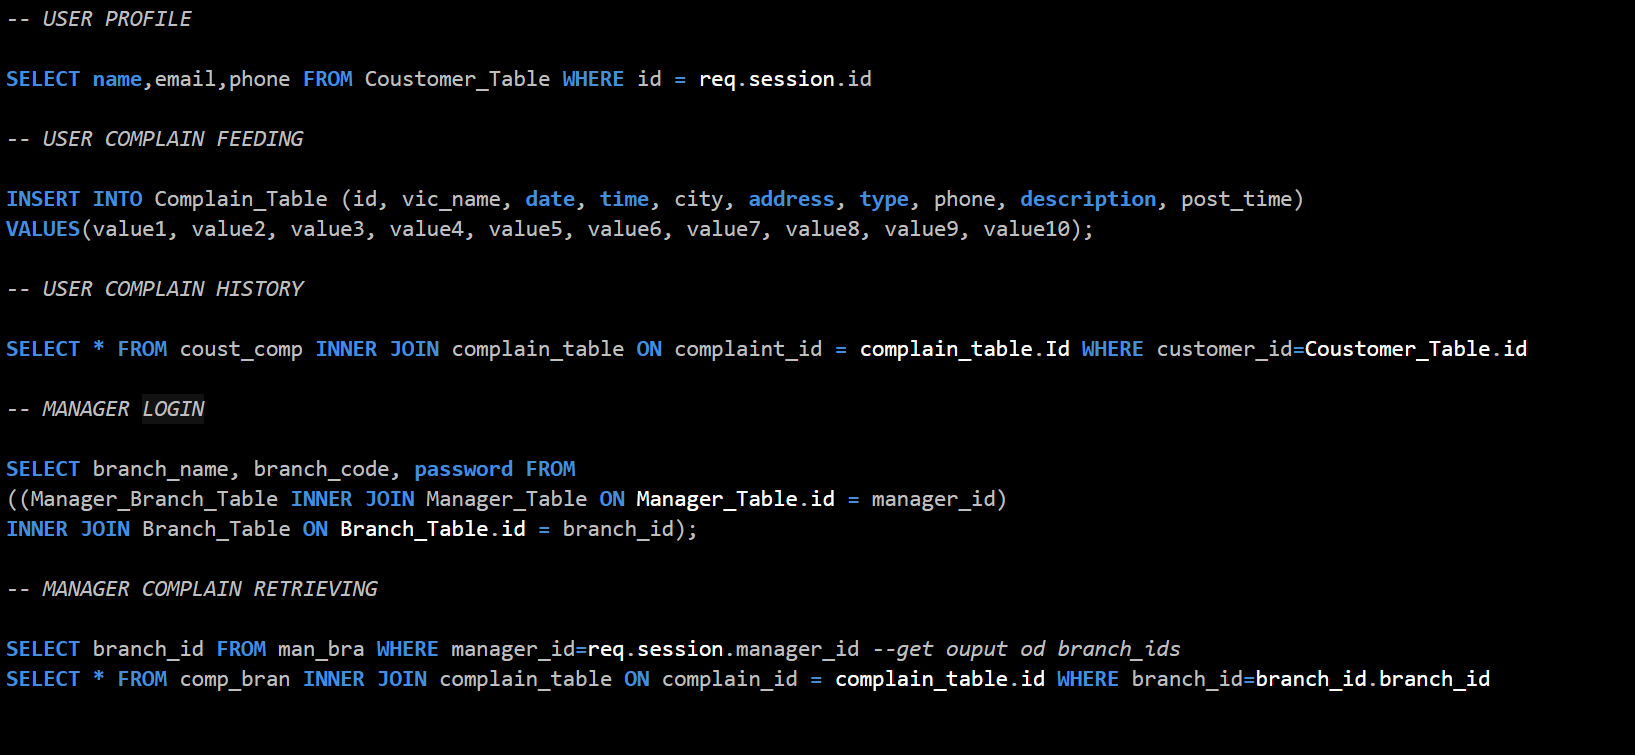 -- USER PROFILE
SELECT name,email,phone FROM Coustomer_Table WHERE id = req.session.id
-- USER COMPLAIN FEEDING
INSERT INTO Complain_Table (id, vic_name, date, time, city, address, type, phone, description, post_time)
VALUES(value1, value2, value3, value4, value5, value6, value7, value8, value9, value10);
-- USER COMPLAIN HISTORY
SELECT * FROM coust_comp INNER JOIN complain_table ON complaint_id = complain_table.Id WHERE customer_id=Coustomer_Table.id
-- MANAGER LOGIN
SELECT branch_name, branch_code, password FROM
((Manager_Branch_Table INNER JOIN Manager_Table ON Manager_Table.id = manager_id)
INNER JOIN Branch_Table ON Branch_Table.id = branch_id);
-- MANAGER COMPLAIN RETRIEVING
SELECT branch_id FROM man_bra WHERE manager_id=req.session.manager_id --get ouput od branch_ids
SELECT * FROM comp_bran INNER JOIN complain_table ON complain_id = complain_table.id WHERE branch_id=branch_id.branch_id